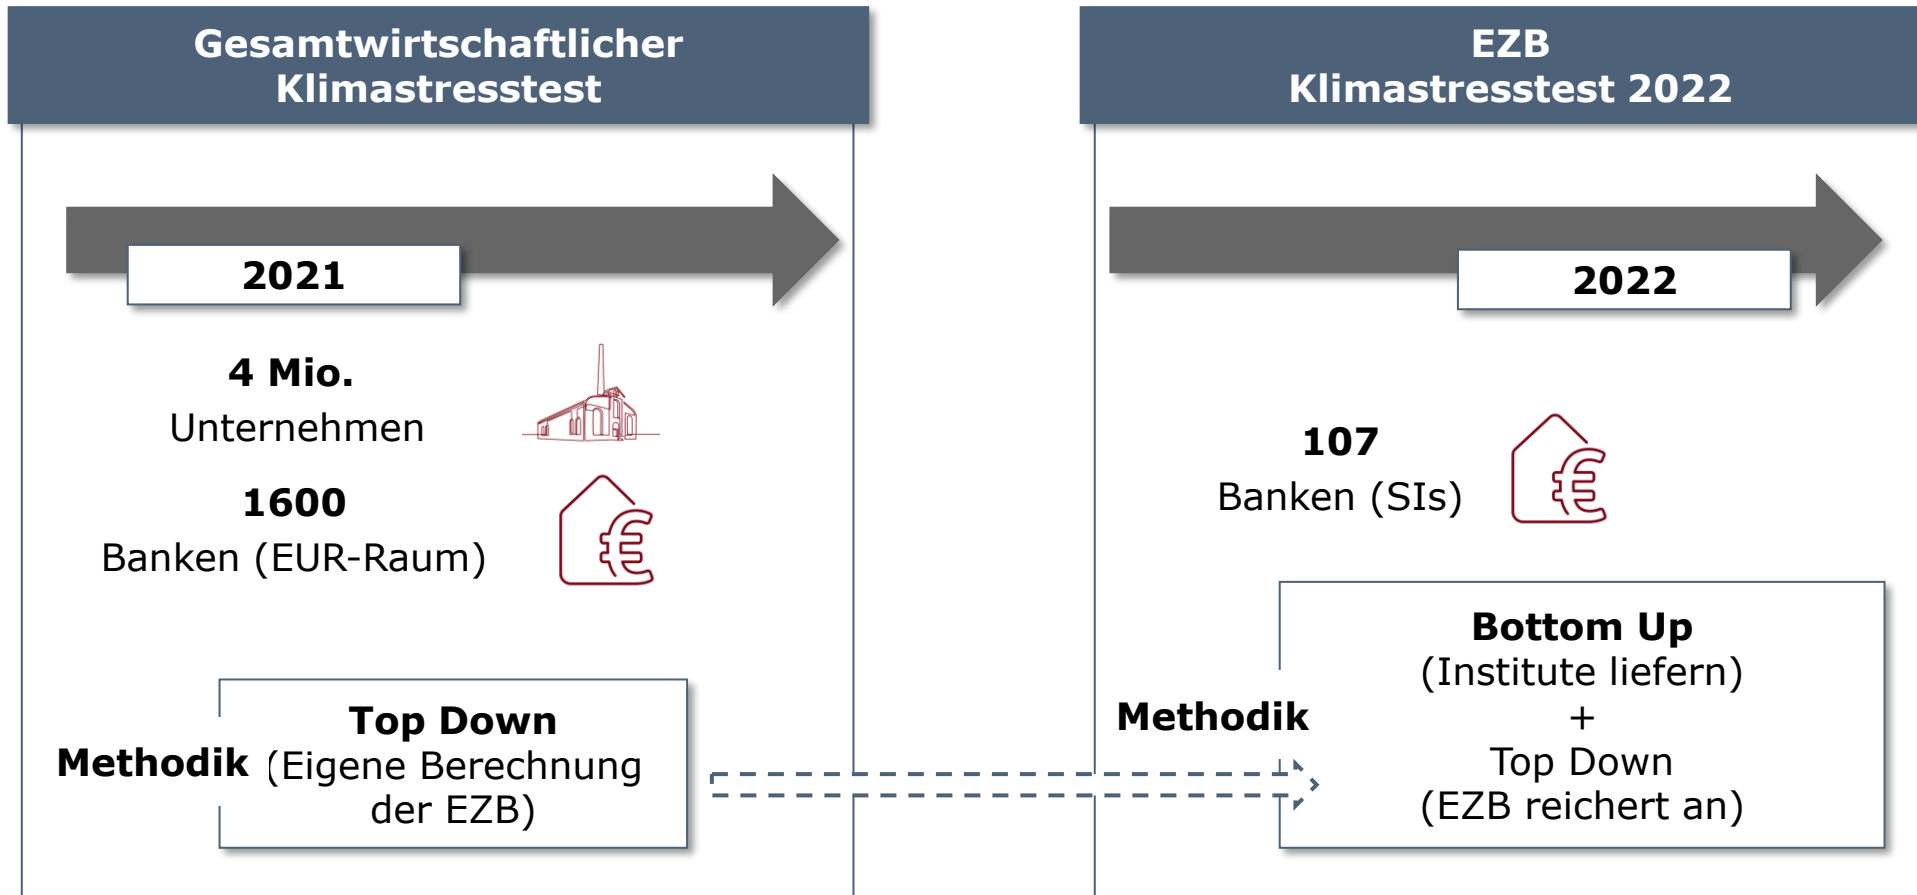 Gesamtwirtschaftlicher
Klimastresstest
2021
4 Mio.
Unternehmen
1600
Banken (EUR-Raum)
Methodik
Top Down
(Eigene Berechnung
der EZB)
EZB
Klimastresstest 2022
2022
107
Banken (SIs)
Methodik
Bottom Up
(Institute liefern)
+
Top Down
(EZB reichert an)